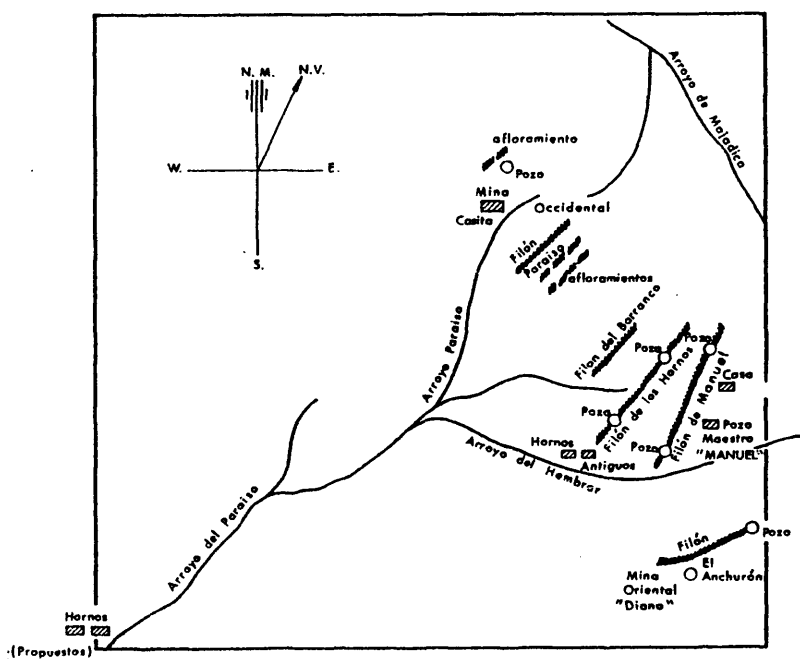 N. M.
N.V.
W.
E.
S.
Arroyo de Moladica
afloramiento
Pozo
Mina
Casita
Occidental
Filón
Paraiso
afloramientos
Arroyo Paraiso
Filon del Barranco
Pozo
Pozo
Filón de los Hornos
Pozo
Filón de Manuel
Casa
Pozo
Pozo
Maestro
"MANUEL"
Hornos
Antiguos
Arroyo del Hembrar
Arroyo del Paraiso
Filón
Pozo
El
Anchurón
Mina
Oriental
"Diana"
Hornos
(Propuestos)